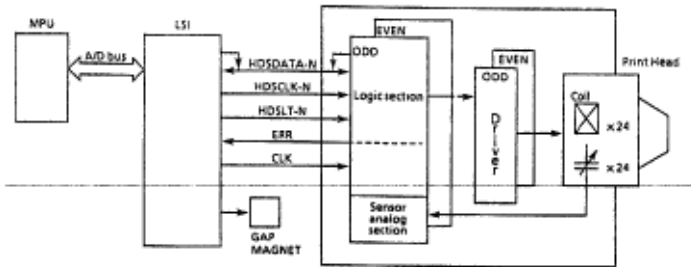 MPU
A/D bus
LSI
EVEN
ODD
HDSDATA-N
HDSCLK-N
HDSLT-N
ERR
CLK
Logic section
Sensor
analog
section
GAP
MAGNET
EVEN
ODD
Driver
Print Head
Coil
x 24
x 24